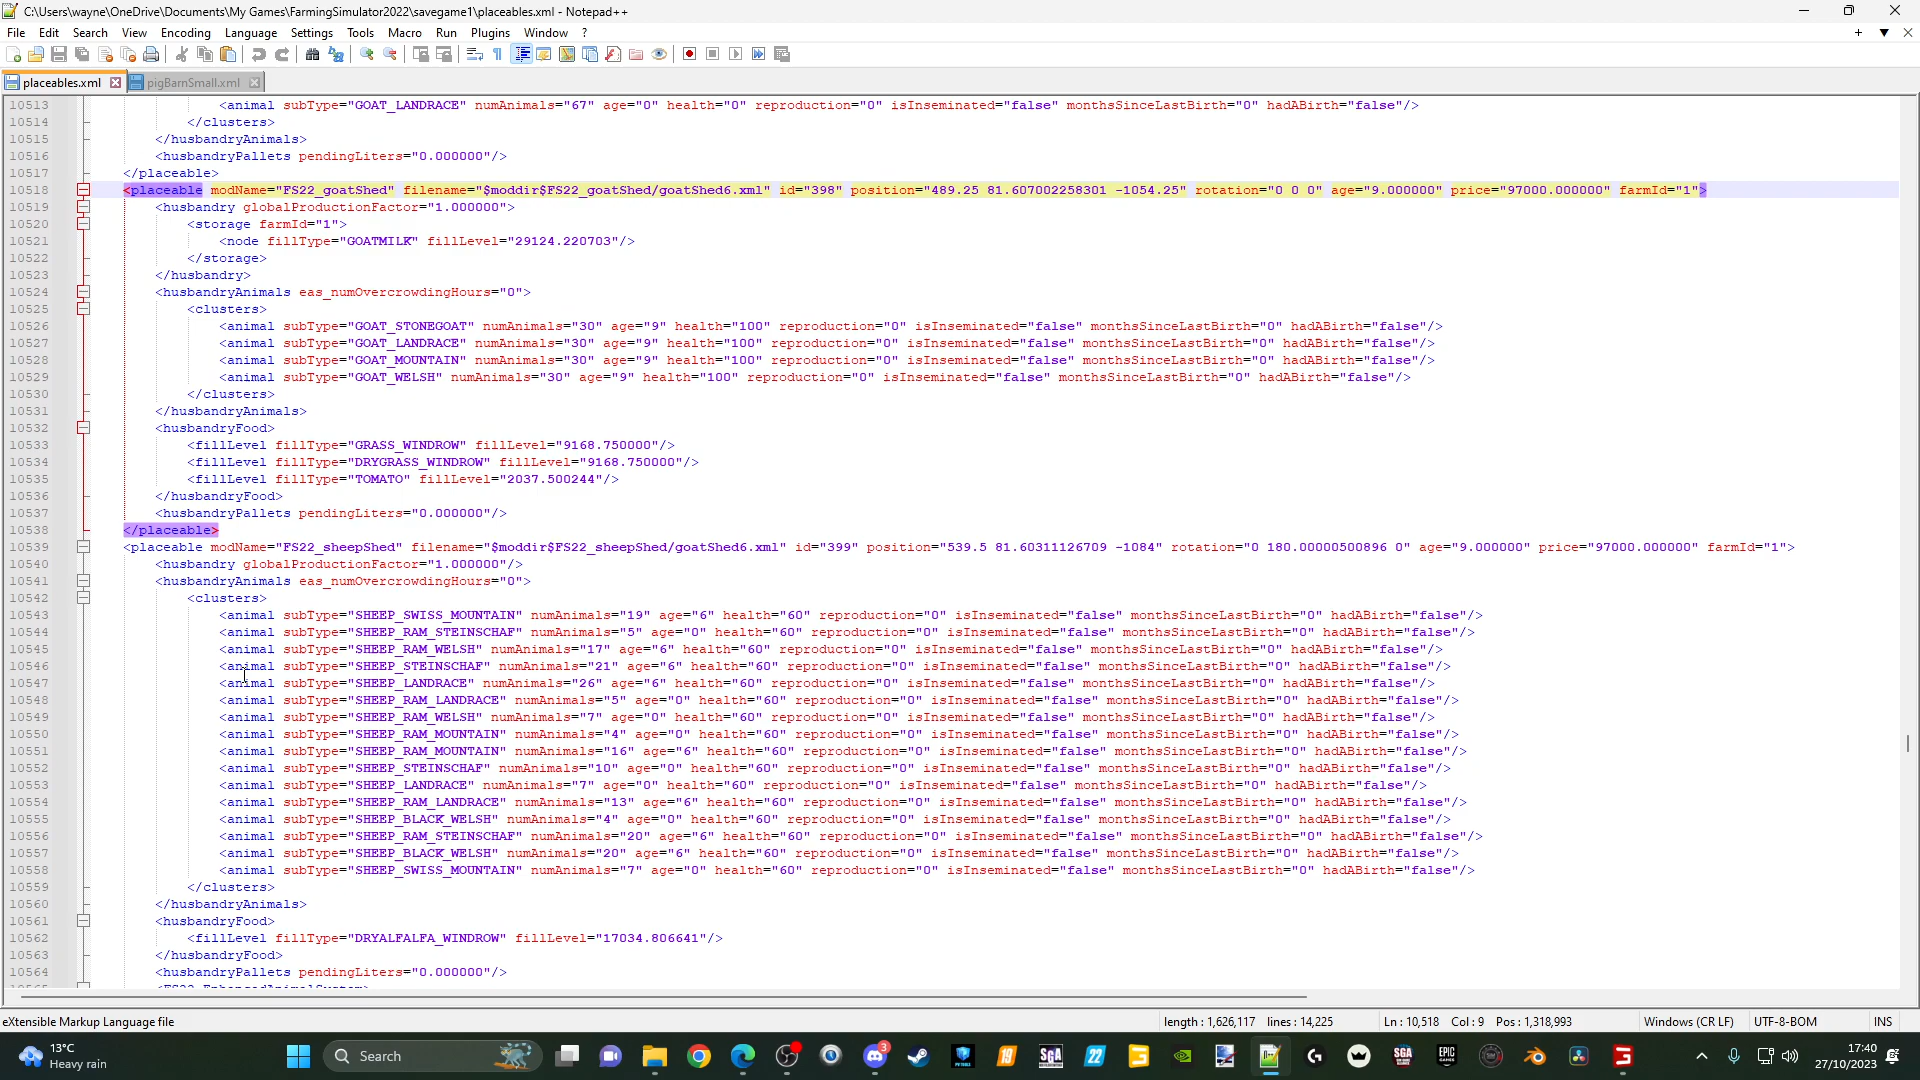 C:\Users\wayne\OneDrive\Documents\My Games\FarmingSimulator2022\savegame1\placeables.xml - Notepad++
File Edit Search View Encoding Language Settings Tools Macro Run Plugins Window ?
placeables.xml pigBarnSmall.xml
10513 <animal subType="GOAT_LANDRACE" numAnimals="67" age="0" health="0" reproduction="0" isInseminated="false" monthsSinceLastBirth="0" hadABirth="false"/>
10514 </clusters>
10515 </husbandryAnimals>
10516 <husbandryPallets pendingLiters="0.000000"/>
10517 </placeable>
10518 <placeable modName="FS22_goatShed" filename="$moddir$FS22_goatShed/goatShed6.xml" id="398" position="489.25 81.607002258301 -1054.25" rotation="0 0 0" age="9.000000" price="97000.000000" farmId="1">
10519 <husbandry globalProductionFactor="1.000000">
10520 <storage farmId="1">
10521 <node fillType="GOATMILK" fillLevel="29124.220703"/>
10522 </storage>
10523 </husbandry>
10524 <husbandryAnimals eas_numOvercrowdingHours="0">
10525 <clusters>
10526 <animal subType="GOAT_STONEGOAT" numAnimals="30" age="9" health="100" reproduction="0" isInseminated="false" monthsSinceLastBirth="0" hadABirth="false"/>
10527 <animal subType="GOAT_LANDRACE" numAnimals="30" age="9" health="100" reproduction="0" isInseminated="false" monthsSinceLastBirth="0" hadABirth="false"/>
10528 <animal subType="GOAT_MOUNTAIN" numAnimals="30" age="9" health="100" reproduction="0" isInseminated="false" monthsSinceLastBirth="0" hadABirth="false"/>
10529 <animal subType="GOAT_WELSH" numAnimals="30" age="9" health="100" reproduction="0" isInseminated="false" monthsSinceLastBirth="0" hadABirth="false"/>
10530 </clusters>
10531 </husbandryAnimals>
10532 <husbandryFood>
10533 <fillLevel fillType="GRASS_WINDROW" fillLevel="9168.750000"/>
10534 <fillLevel fillType="DRYGRASS_WINDROW" fillLevel="9168.750000"/>
10535 <fillLevel fillType="TOMATO" fillLevel="2037.500244"/>
10536 </husbandryFood>
10537 <husbandryPallets pendingLiters="0.000000"/>
10538 </placeable>
10539 <placeable modName="FS22_sheepShed" filename="$moddir$FS22_sheepShed/goatShed6.xml" id="399" position="539.5 81.60311126709 -1084" rotation="0 180.00000500896 0" age="9.000000" price="97000.000000" farmId="1">
10540 <husbandry globalProductionFactor="1.000000"/>
10541 <husbandryAnimals eas_numOvercrowdingHours="0">
10542 <clusters>
10543 <animal subType="SHEEP_SWISS_MOUNTAIN" numAnimals="19" age="6" health="60" reproduction="0" isInseminated="false" monthsSinceLastBirth="0" hadABirth="false"/>
10544 <animal subType="SHEEP_RAM_STEINSCHAF" numAnimals="5" age="0" health="60" reproduction="0" isInseminated="false" monthsSinceLastBirth="0" hadABirth="false"/>
10545 <animal subType="SHEEP_RAM_WELSH" numAnimals="17" age="6" health="60" reproduction="0" isInseminated="false" monthsSinceLastBirth="0" hadABirth="false"/>
10546 <animal subType="SHEEP_STEINSCHAF" numAnimals="21" age="6" health="60" reproduction="0" isInseminated="false" monthsSinceLastBirth="0" hadABirth="false"/>
10547 <animal subType="SHEEP_LANDRACE" numAnimals="26" age="6" health="60" reproduction="0" isInseminated="false" monthsSinceLastBirth="0" hadABirth="false"/>
10548 <animal subType="SHEEP_RAM_LANDRACE" numAnimals="5" age="0" health="60" reproduction="0" isInseminated="false" monthsSinceLastBirth="0" hadABirth="false"/>
10549 <animal subType="SHEEP_RAM_WELSH" numAnimals="7" age="0" health="60" reproduction="0" isInseminated="false" monthsSinceLastBirth="0" hadABirth="false"/>
10550 <animal subType="SHEEP_RAM_MOUNTAIN" numAnimals="4" age="0" health="60" reproduction="0" isInseminated="false" monthsSinceLastBirth="0" hadABirth="false"/>
10551 <animal subType="SHEEP_RAM_MOUNTAIN" numAnimals="16" age="6" health="60" reproduction="0" isInseminated="false" monthsSinceLastBirth="0" hadABirth="false"/>
10552 <animal subType="SHEEP_STEINSCHAF" numAnimals="10" age="0" health="60" reproduction="0" isInseminated="false" monthsSinceLastBirth="0" hadABirth="false"/>
10553 <animal subType="SHEEP_LANDRACE" numAnimals="7" age="0" health="60" reproduction="0" isInseminated="false" monthsSinceLastBirth="0" hadABirth="false"/>
10554 <animal subType="SHEEP_RAM_LANDRACE" numAnimals="13" age="6" health="60" reproduction="0" isInseminated="false" monthsSinceLastBirth="0" hadABirth="false"/>
10555 <animal subType="SHEEP_BLACK_WELSH" numAnimals="4" age="0" health="60" reproduction="0" isInseminated="false" monthsSinceLastBirth="0" hadABirth="false"/>
10556 <animal subType="SHEEP_RAM_STEINSCHAF" numAnimals="20" age="6" health="60" reproduction="0" isInseminated="false" monthsSinceLastBirth="0" hadABirth="false"/>
10557 <animal subType="SHEEP_BLACK_WELSH" numAnimals="20" age="6" health="60" reproduction="0" isInseminated="false" monthsSinceLastBirth="0" hadABirth="false"/>
10558 <animal subType="SHEEP_SWISS_MOUNTAIN" numAnimals="7" age="0" health="60" reproduction="0" isInseminated="false" monthsSinceLastBirth="0" hadABirth="false"/>
10559 </clusters>
10560 </husbandryAnimals>
10561 <husbandryFood>
10562 <fillLevel fillType="DRYALFALFA_WINDROW" fillLevel="17034.806641"/>
10563 </husbandryFood>
10564 <husbandryPallets pendingLiters="0.000000"/>
eXtensible Markup Language file length : 1,626,117 lines : 14,225 Ln : 10,518 Col : 9 Pos : 1,318,993 Windows (CR LF) UTF-8-BOM INS
13°C
Heavy rain
Search
3
19
SGA
22
SGA
EPIC
17:40
27/10/2023